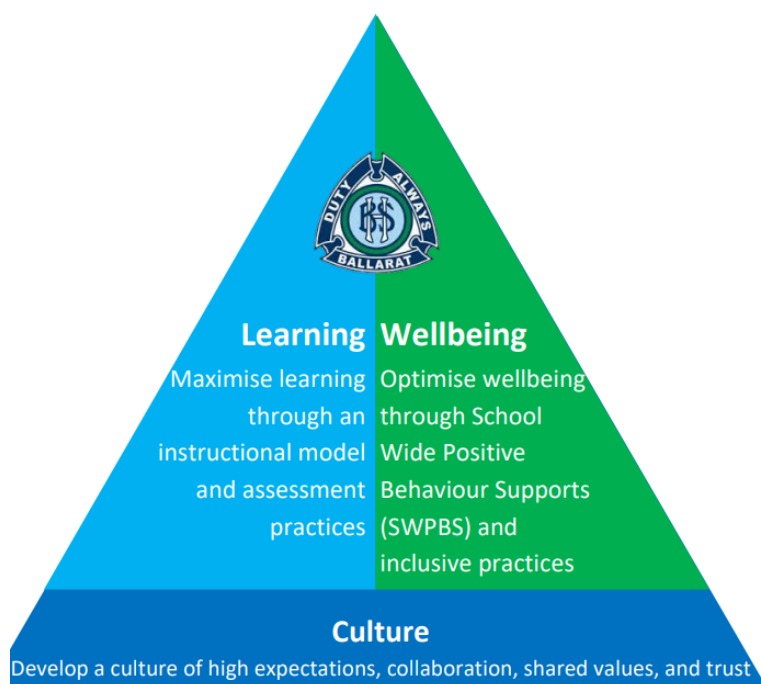 DUTY ALWAYS
BHS
BALLARAT
Learning
Maximise learning
through an
instructional model
and assessment
practices
Wellbeing
Optimise wellbeing
through School
Wide Positive
Behaviour Supports
(SWPBS) and
inclusive practices
Culture
Develop a culture of high expectations, collaboration, shared values, and trust